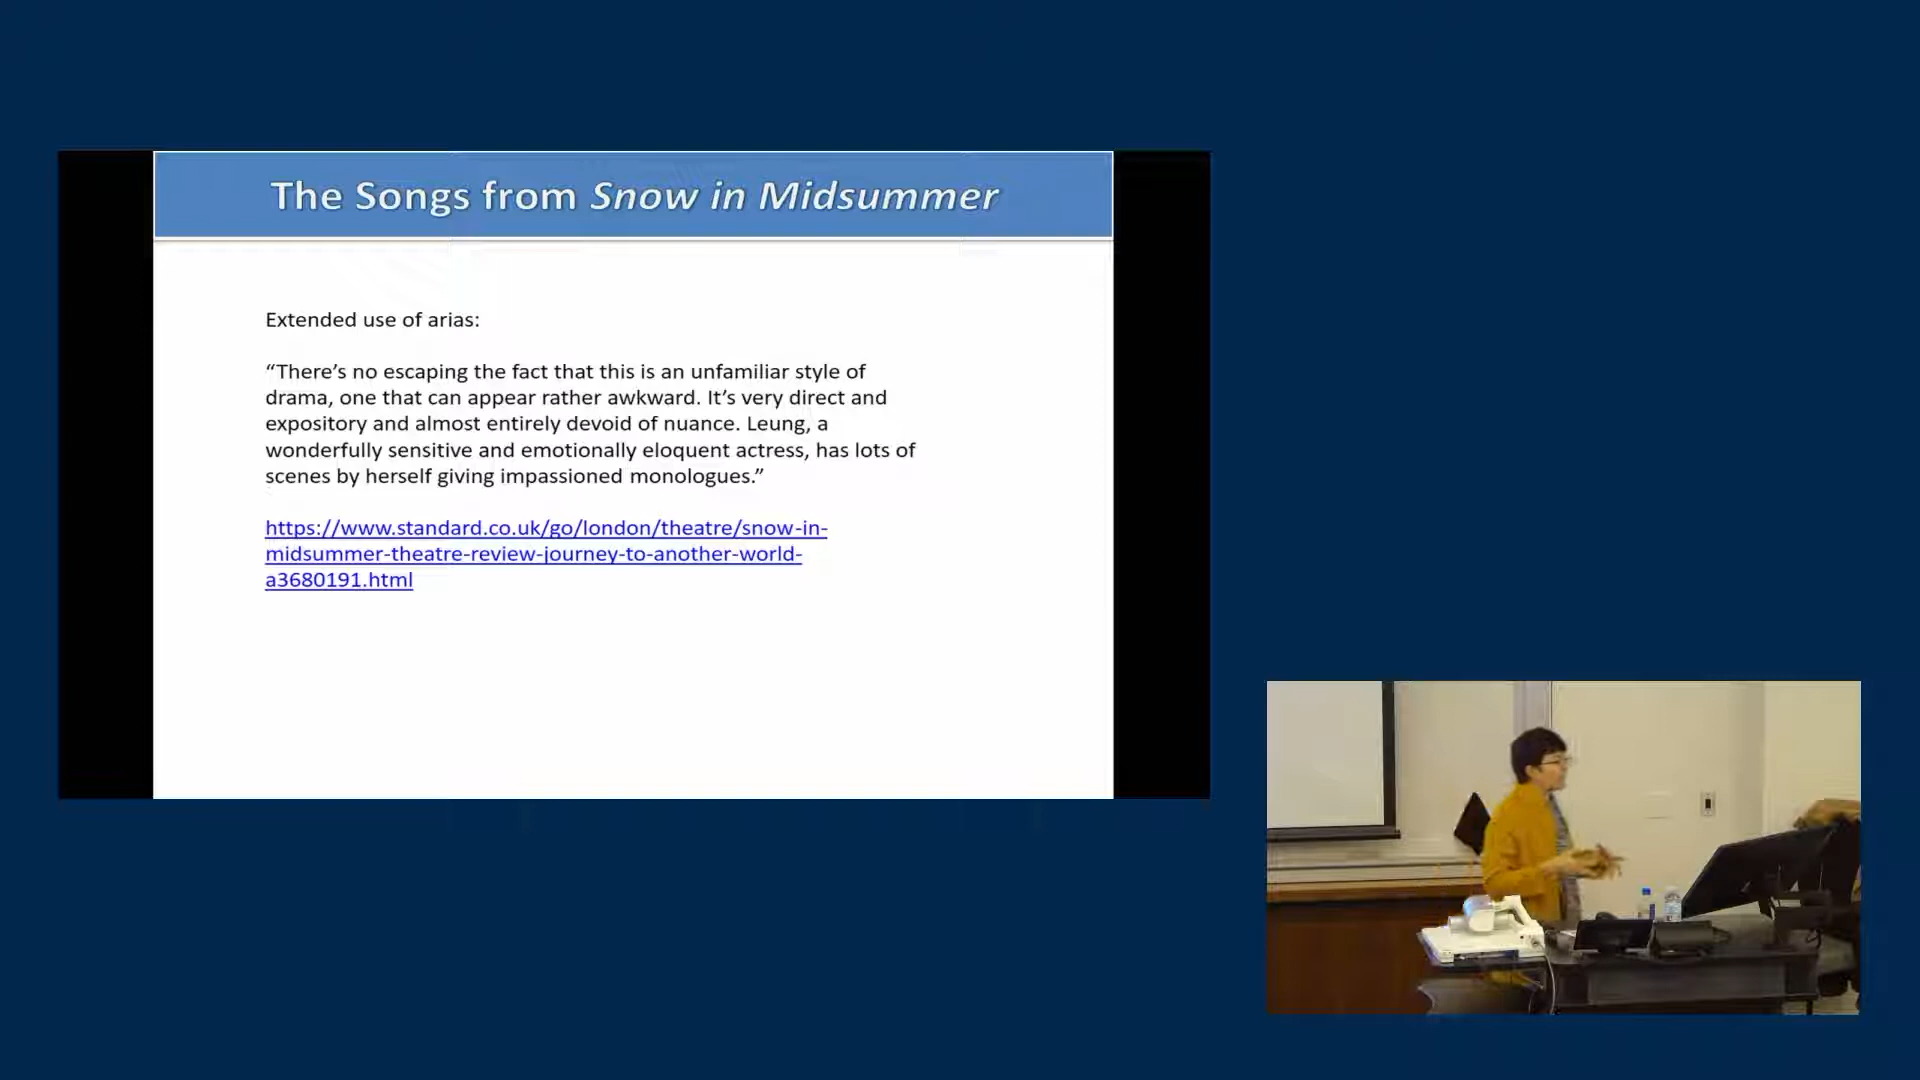 The Songs from Snow in Midsummer
Extended use of arias:
“There’s no escaping the fact that this is an unfamiliar style of
drama, one that can appear rather awkward. It’s very direct and
expository and almost entirely devoid of nuance. Leung, a
wonderfully sensitive and emotionally eloquent actress, has lots of
scenes by herself giving impassioned monologues.”
https://www.standard.co.uk/go/london/theatre/snow-in-
midsummer-theatre-review-journey-to-another-world-
a3680191.html